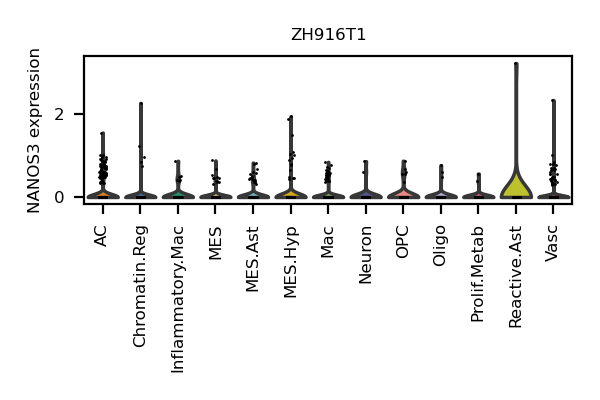 ZH916T1
NANOS3 expression
2
0
AC
Chromatin.Reg
Inflammatory.Mac
MES
MES.Ast
MES.Hyp
Mac
Neuron
OPC
Oligo
Prolif.Metab
Reactive.Ast
Vasc